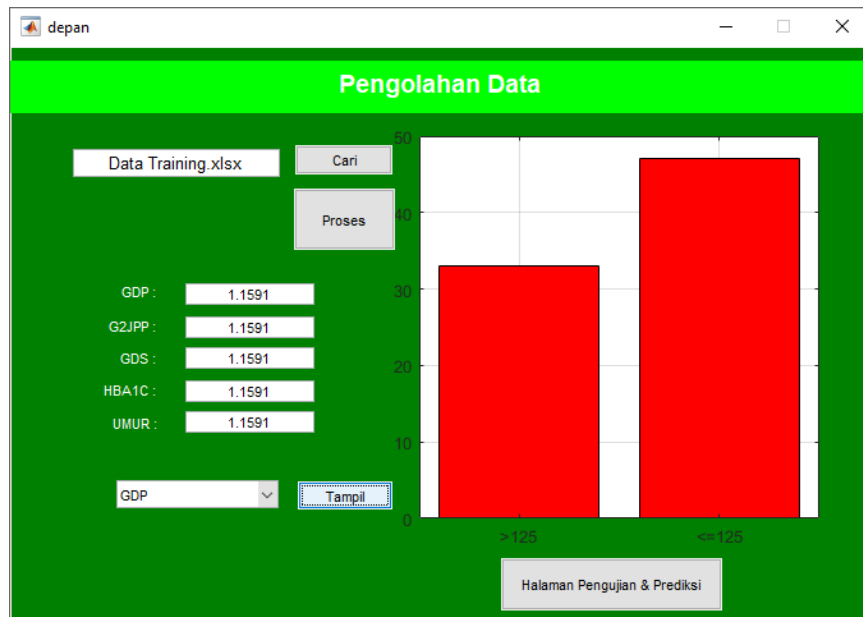 depan
Pengolahan Data
Data Training.xlsx
Cari
Proses
GDP :
1.1591
G2JPP :
1.1591
GDS :
1.1591
HBA1C :
1.1591
UMUR :
1.1591
GDP
Tampil
50
40
30
20
10
0
>125
<=125
Halaman Pengujian & Prediksi